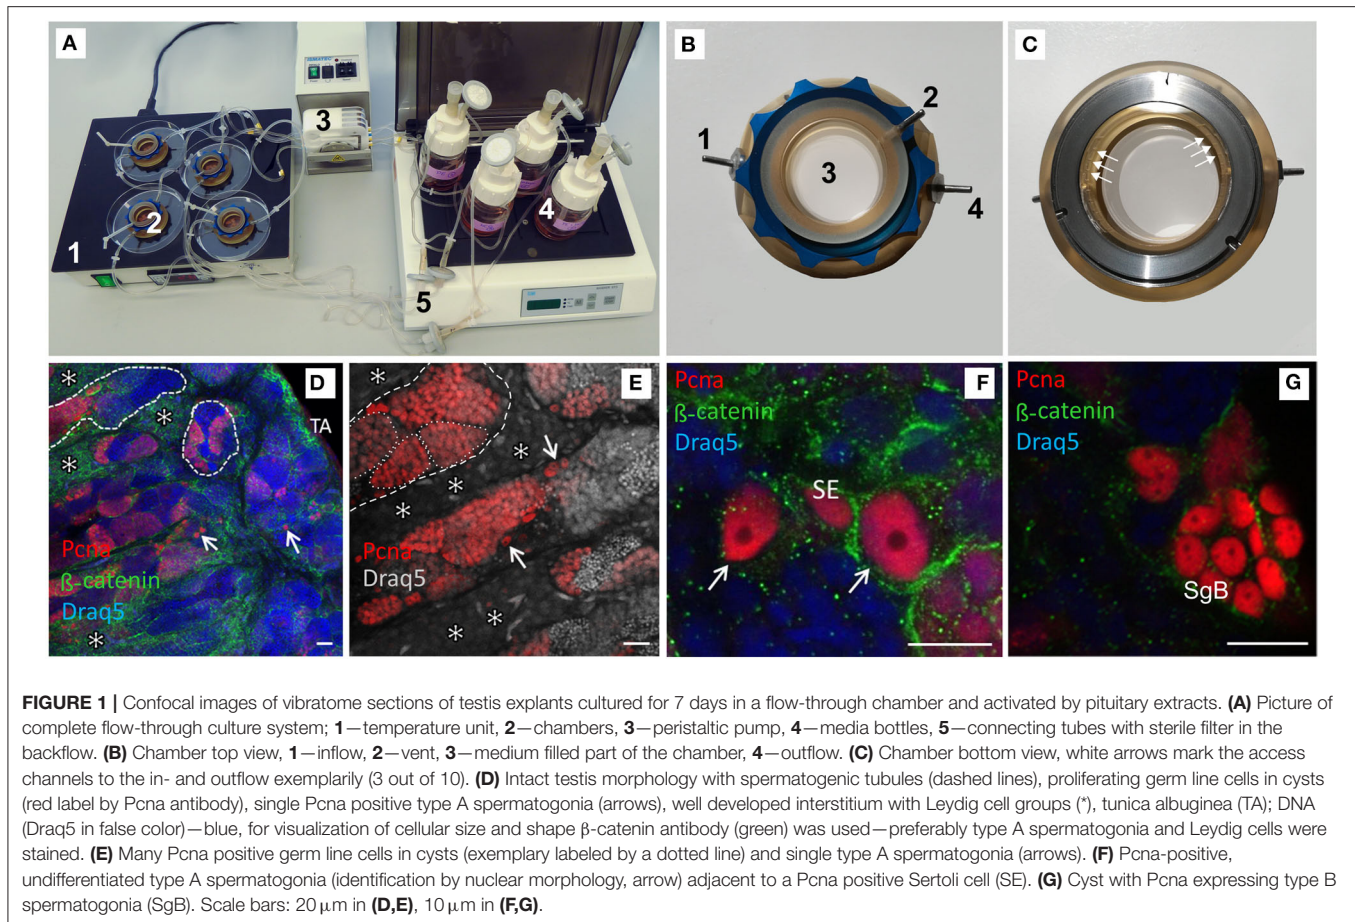 A
1
2
3
4
5
B
1
2
3
4
C
D
TA
Pcna
ß-catenin
Draq5
E
Pcna
Draq5
F
Pcna
ß-catenin
Draq5
SE
G
Pcna
ß-catenin
Draq5
SgB
FIGURE 1 | Confocal images of vibratome sections of testis explants cultured for 7 days in a flow-through chamber and activated by pituitary extracts. (A) Picture of
complete flow-through culture system; 1—temperature unit, 2—chambers, 3—peristaltic pump, 4—media bottles, 5—connecting tubes with sterile filter in the
backflow. (B) Chamber top view, 1—inflow, 2—vent, 3—medium filled part of the chamber, 4—outflow. (C) Chamber bottom view, white arrows mark the access
channels to the in- and outflow exemplarily (3 out of 10). (D) Intact testis morphology with spermatogenic tubules (dashed lines), proliferating germ line cells in cysts
(red label by Pcna antibody), single Pcna positive type A spermatogonia (arrows), well developed interstitium with Leydig cell groups (*), tunica albuginea (TA); DNA
(Draq5 in false color)—blue, for visualization of cellular size and shape β-catenin antibody (green) was used—preferably type A spermatogonia and Leydig cells were
stained. (E) Many Pcna positive germ line cells in cysts (exemplary labeled by a dotted line) and single type A spermatogonia (arrows). (F) Pcna-positive,
undifferentiated type A spermatogonia (identification by nuclear morphology, arrow) adjacent to a Pcna positive Sertoli cell (SE). (G) Cyst with Pcna expressing type B
spermatogonia (SgB). Scale bars: 20 μm in (D,E), 10 μm in (F,G).